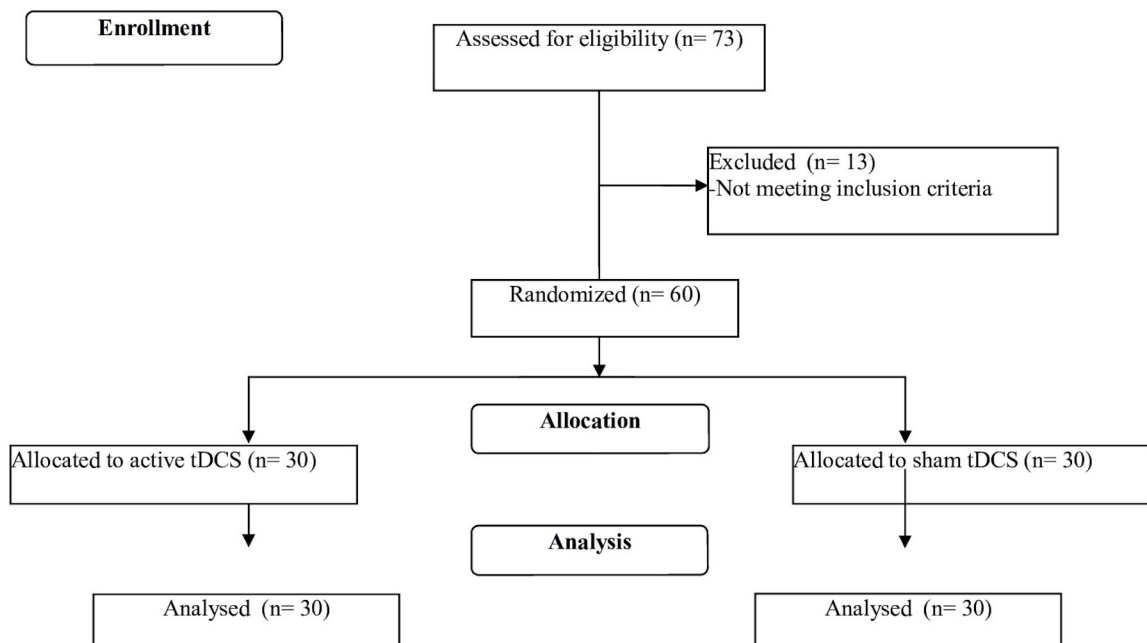 Enrollment
Assessed for eligibility (n= 73)
Excluded (n= 13)
-Not meeting inclusion criteria
Randomized (n= 60)
Allocation
Allocated to active tDCS (n= 30)
Allocated to sham tDCS (n= 30)
Analysis
Analysed (n= 30)
Analysed (n= 30)